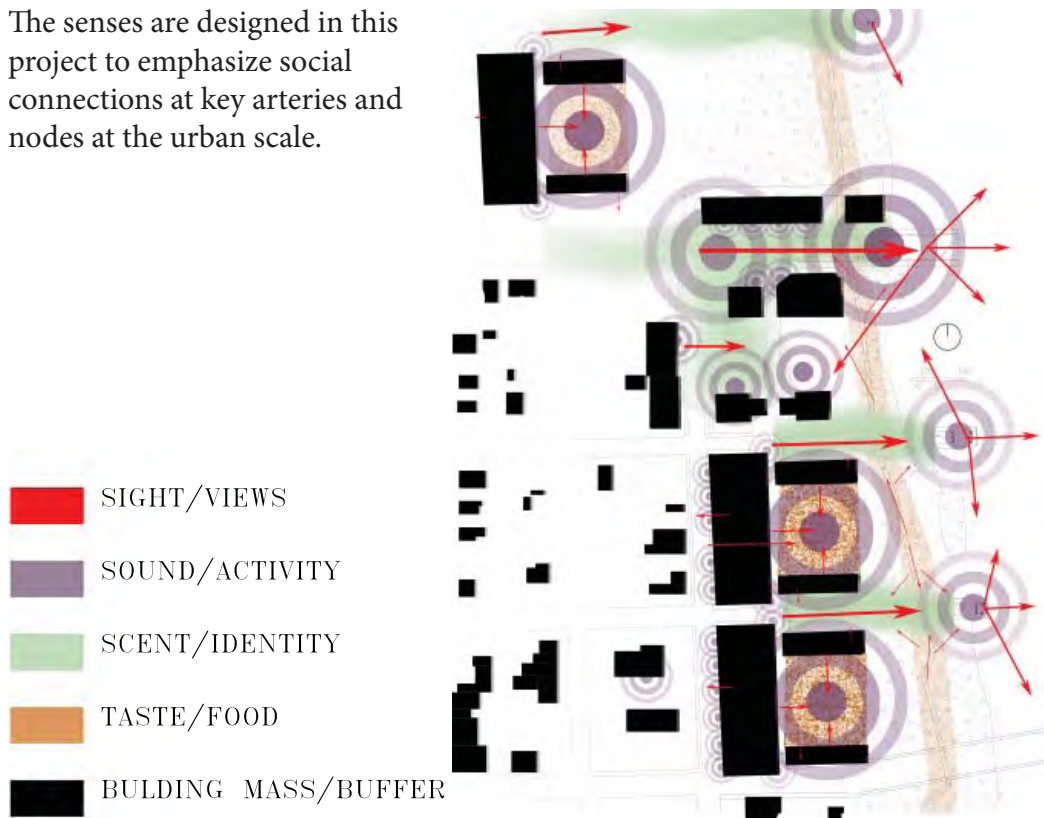 The senses are designed in this
project to emphasize social
connections at key arteries and
nodes at the urban scale.
SIGHT/VIEWS
SOUND/ACTIVITY
SCENT/IDENTITY
TASTE/FOOD
BULDING MASS/BUFFER